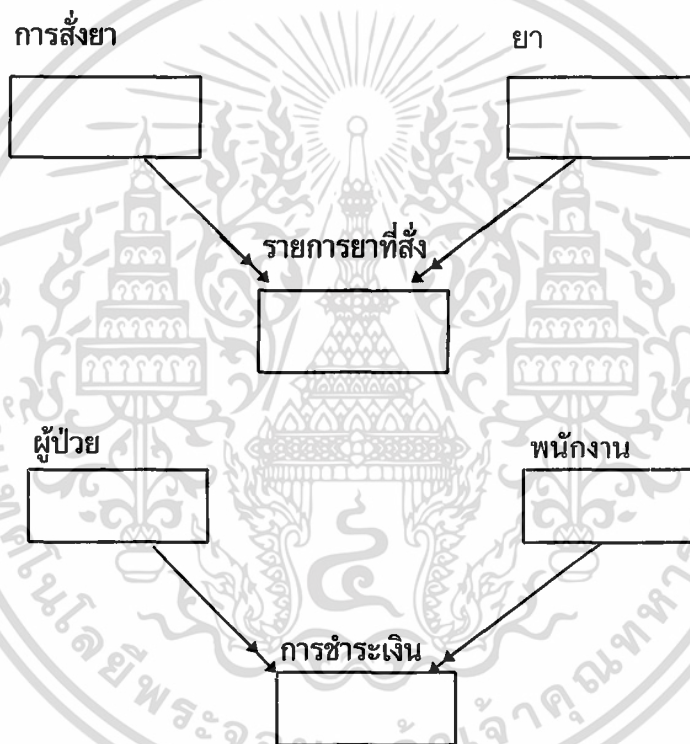 การสั่งยา
ยา
รายการยาที่สั่ง
ผู้ป่วย
พนักงาน
การชำระเงิน